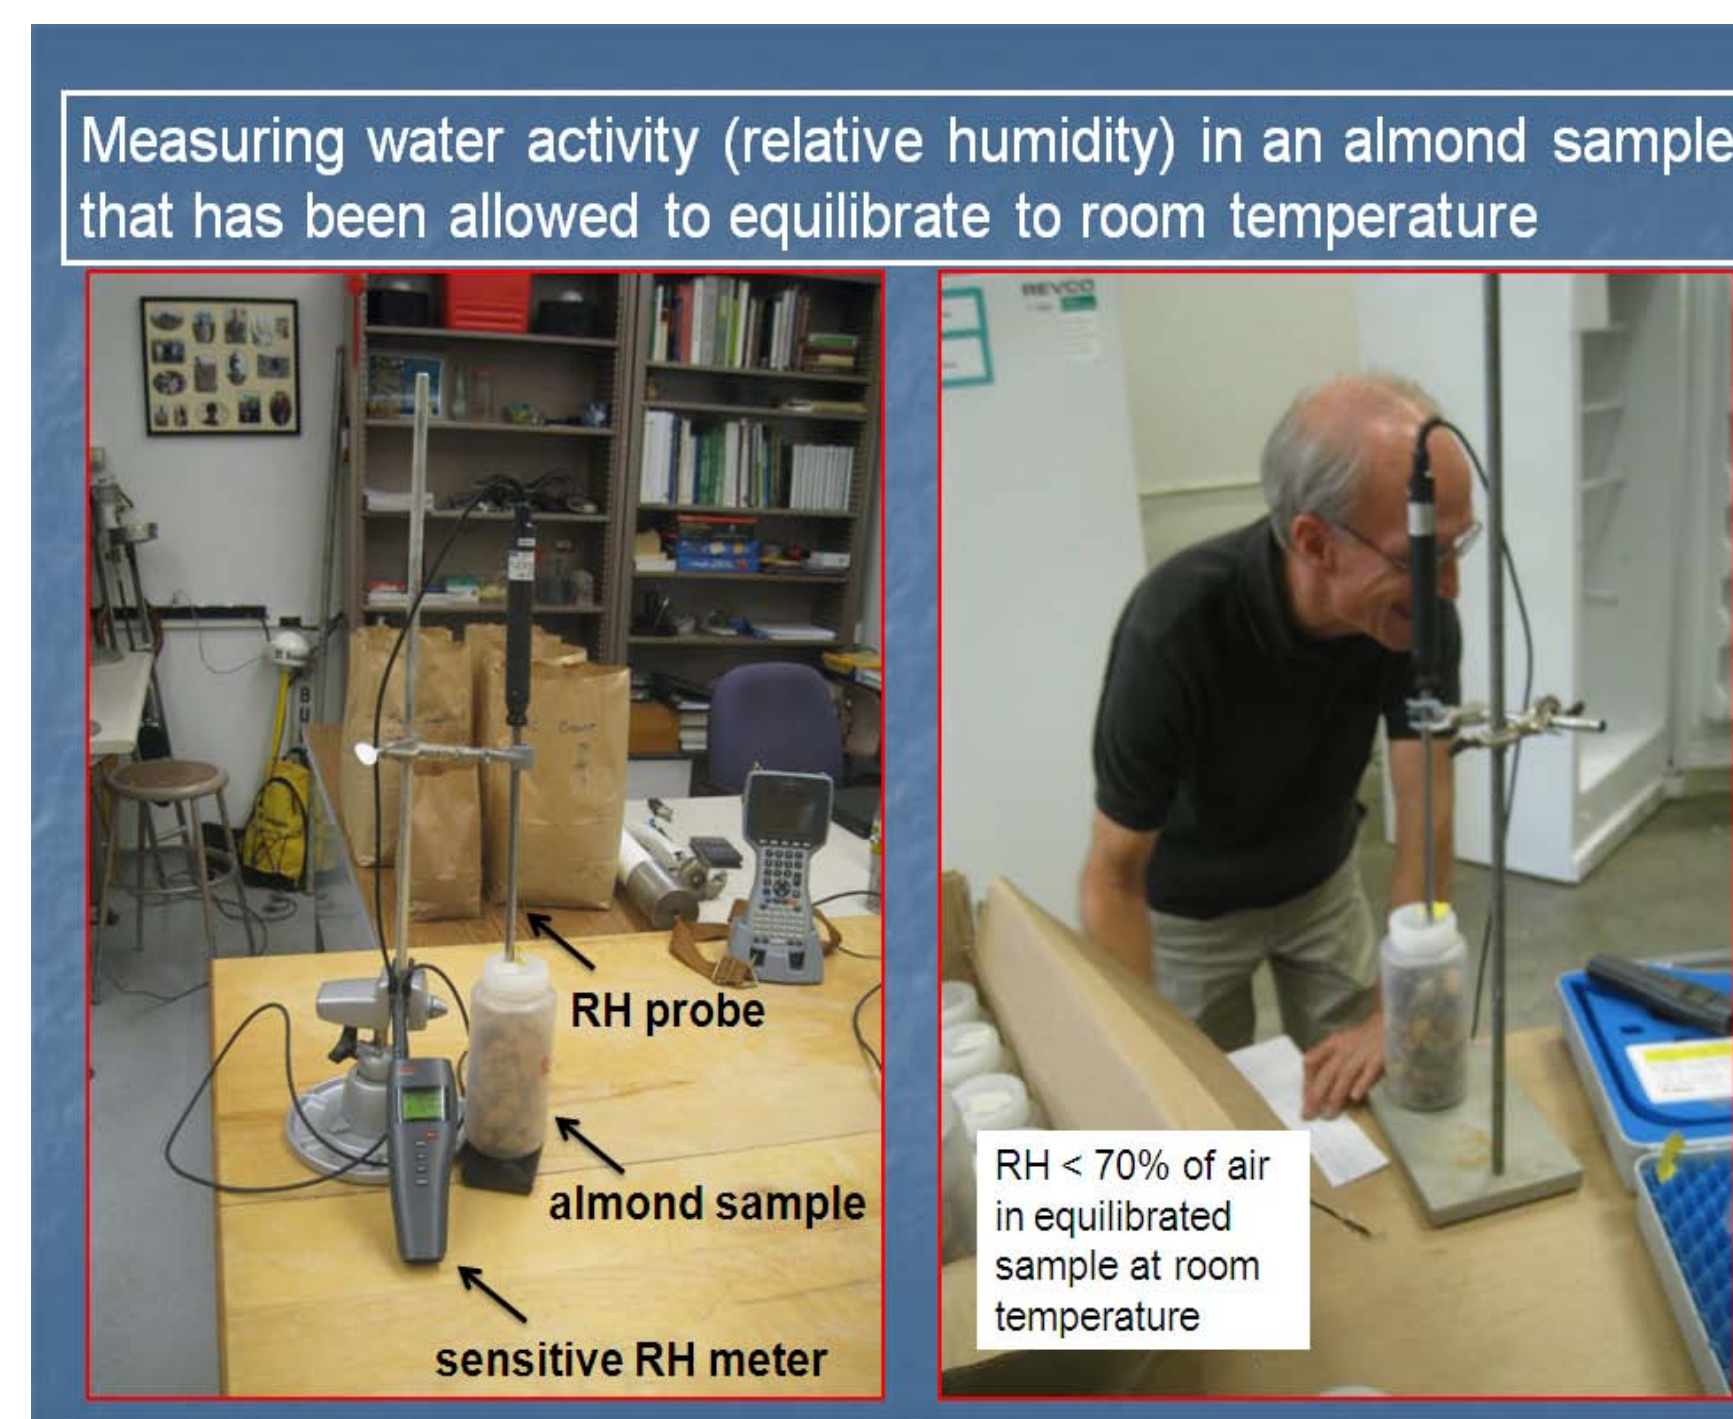 Measuring water activity (relative humidity) in an almond sample
that has been allowed to equilibrate to room temperature
REVCO
RH probe
almond sample
sensitive RH meter
RH < 70% of air
in equilibrated
sample at room
temperature